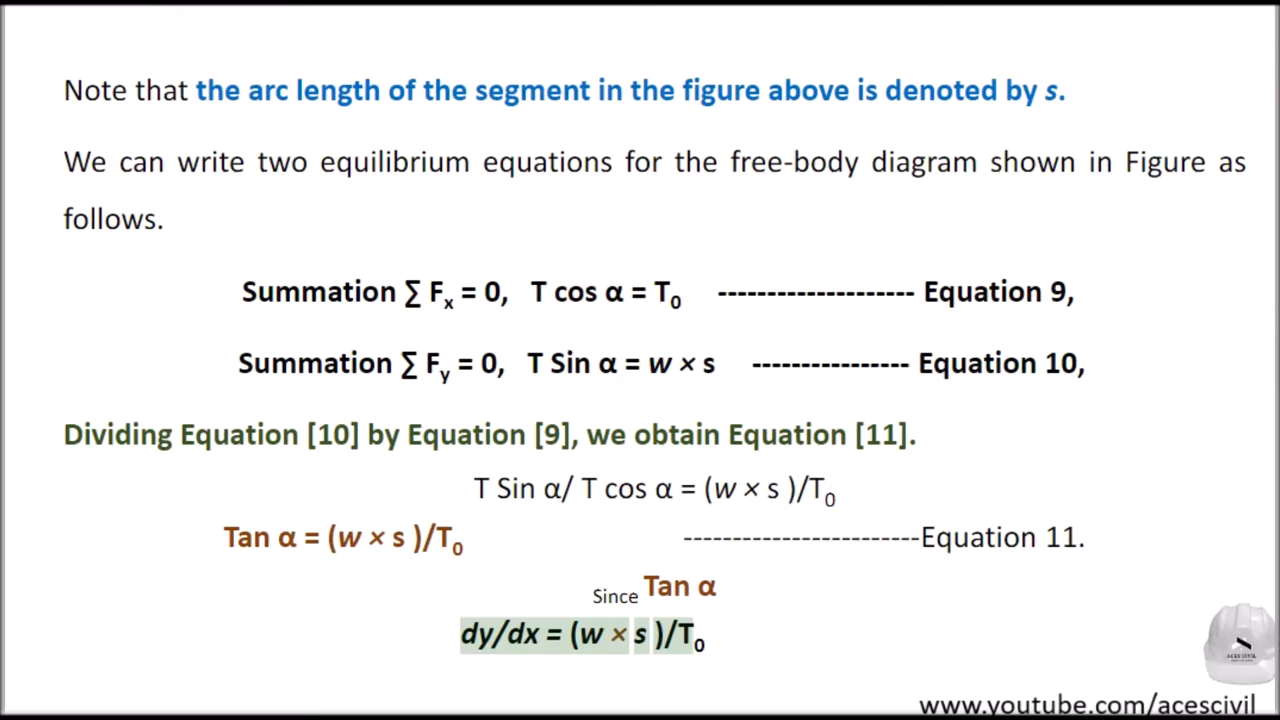 Note that the arc length of the segment in the figure above is denoted by s.
We can write two equilibrium equations for the free-body diagram shown in Figure as
follows.
Summation ∑ Fx = 0, T cos α = T0 -------------------- Equation 9,
Summation ∑ Fy = 0, T Sin α = w × s ---------------- Equation 10,
Dividing Equation [10] by Equation [9], we obtain Equation [11].
T Sin α/ T cos α = (w × s )/T0
Tan α = (w × s )/T0 ------------------------Equation 11.
Since Tan α
dy/dx = (w × s )/T0
ACES CIVIL
www.youtube.com/acescivil